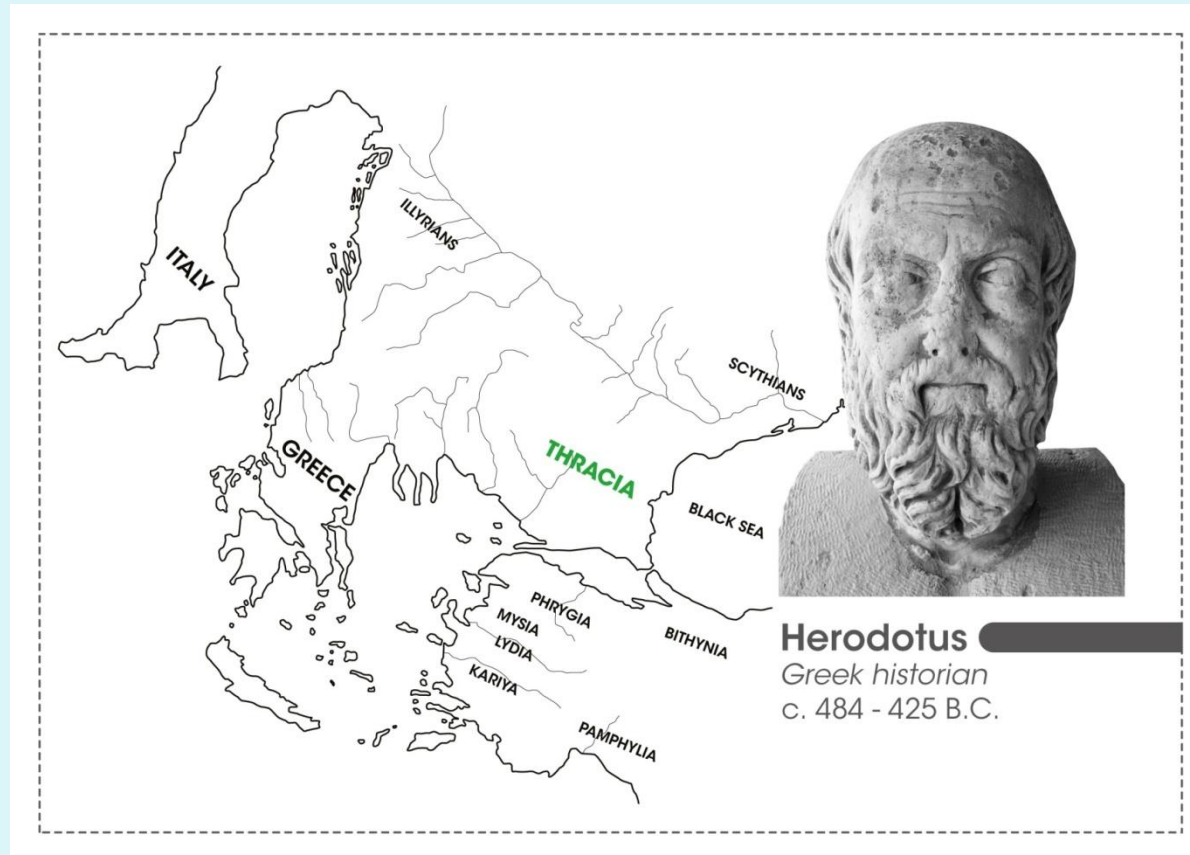 ILLYRIANS
ITALY
SCYTHIANS
GREECE
THRACIA
BLACK SEA
PHRYGIA
MYSIA
BITHYNIA
LYDIA
KARIYA
PAMPHYLIA
Herodotus
Greek historian
c. 484 - 425 B.C.